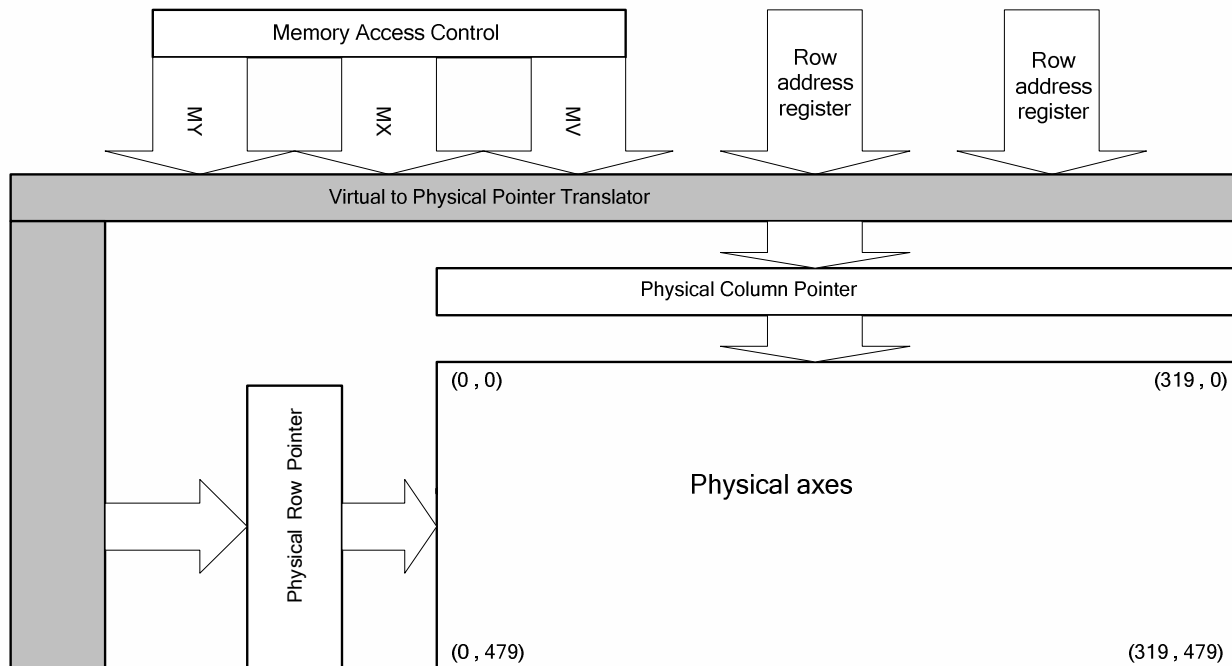 Memory Access Control
MY
MX
MV
Row
address
register
Row
address
register
Virtual to Physical Pointer Translator
Physical Column Pointer
(0 , 0)
(319 , 0)
Physical Row Pointer
Physical axes
(0 , 479)
(319 , 479)